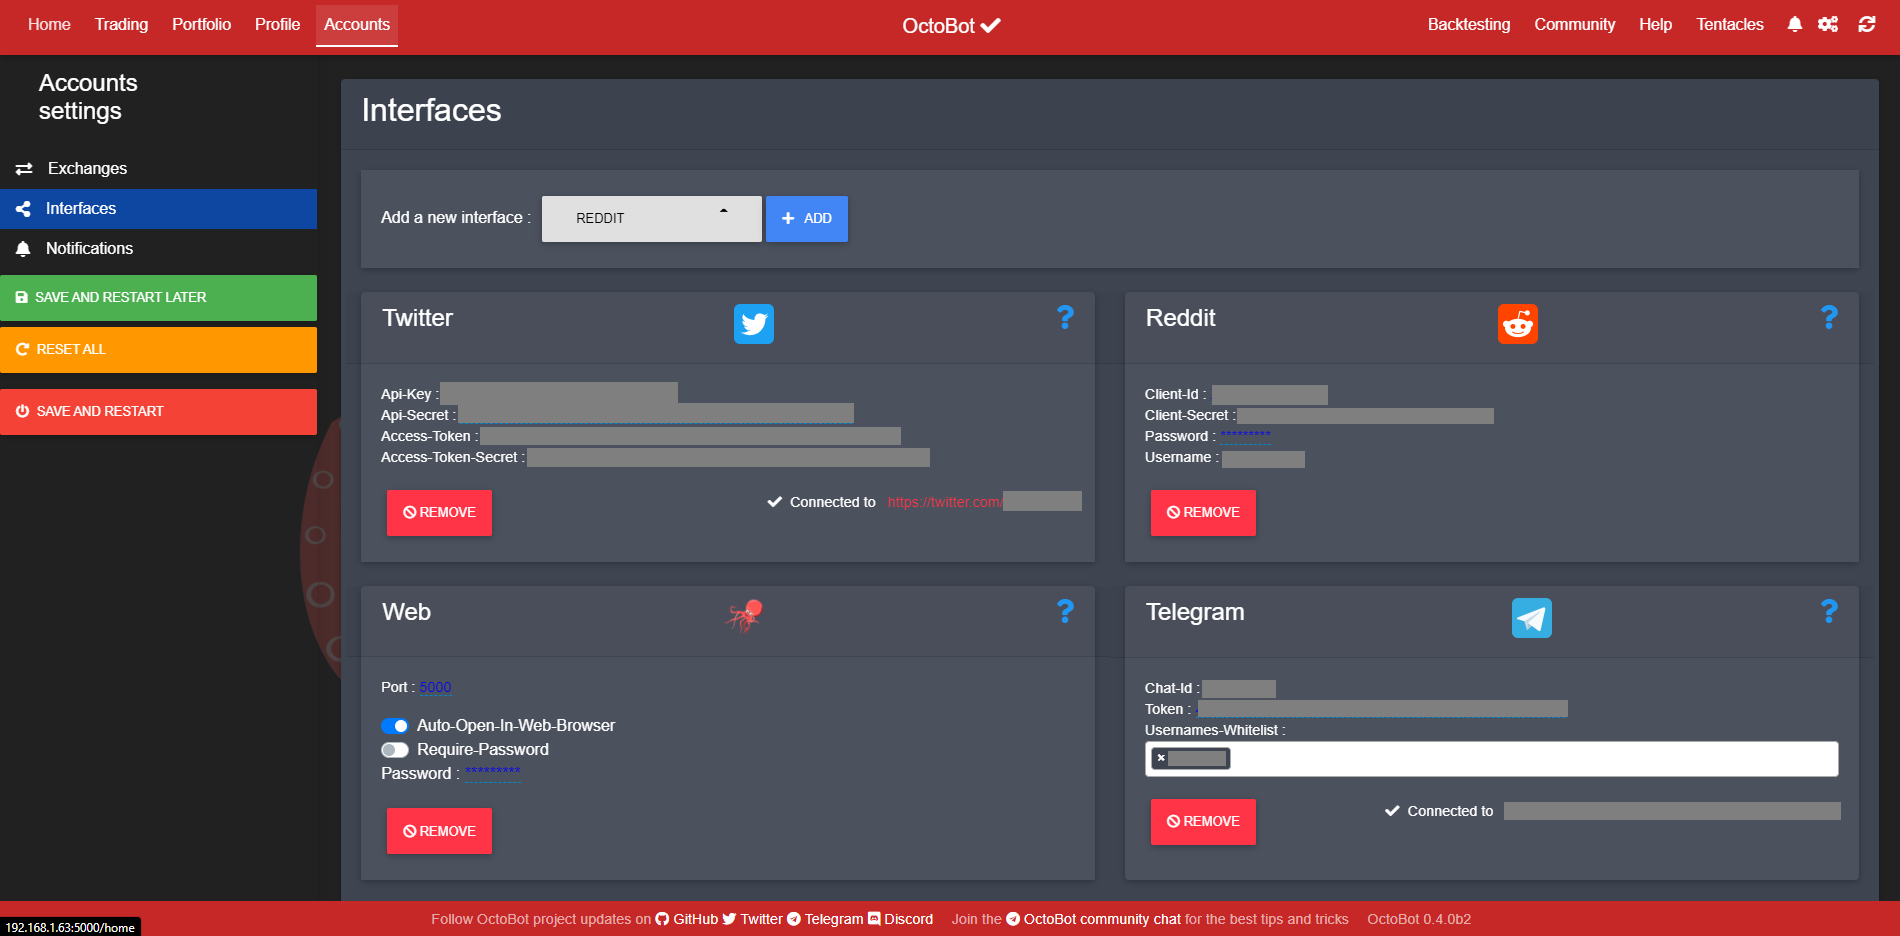 Home Trading Portfolio Profile Accounts OctoBot Backtesting Community Help Tentacles
Accounts
settings
Exchanges
Interfaces
Notifications
SAVE AND RESTART LATER
RESET ALL
SAVE AND RESTART
Interfaces
Add a new interface : REDDIT ADD
Twitter
Api-Key :
Api-Secret :
Access-Token :
Access-Token-Secret :
REMOVE Connected to https://twitter.com/
Reddit
Client-Id :
Client-Secret :
Password : *********
Username :
REMOVE
Web
Port : 5000
Auto-Open-In-Web-Browser
Require-Password
Password : *********
REMOVE
Telegram
Chat-Id :
Token :
Usernames-Whitelist :
×
REMOVE Connected to
Follow OctoBot project updates on GitHub Twitter Telegram Discord Join the OctoBot community chat for the best tips and tricks OctoBot 0.4.0b2
192.168.1.63:5000/home